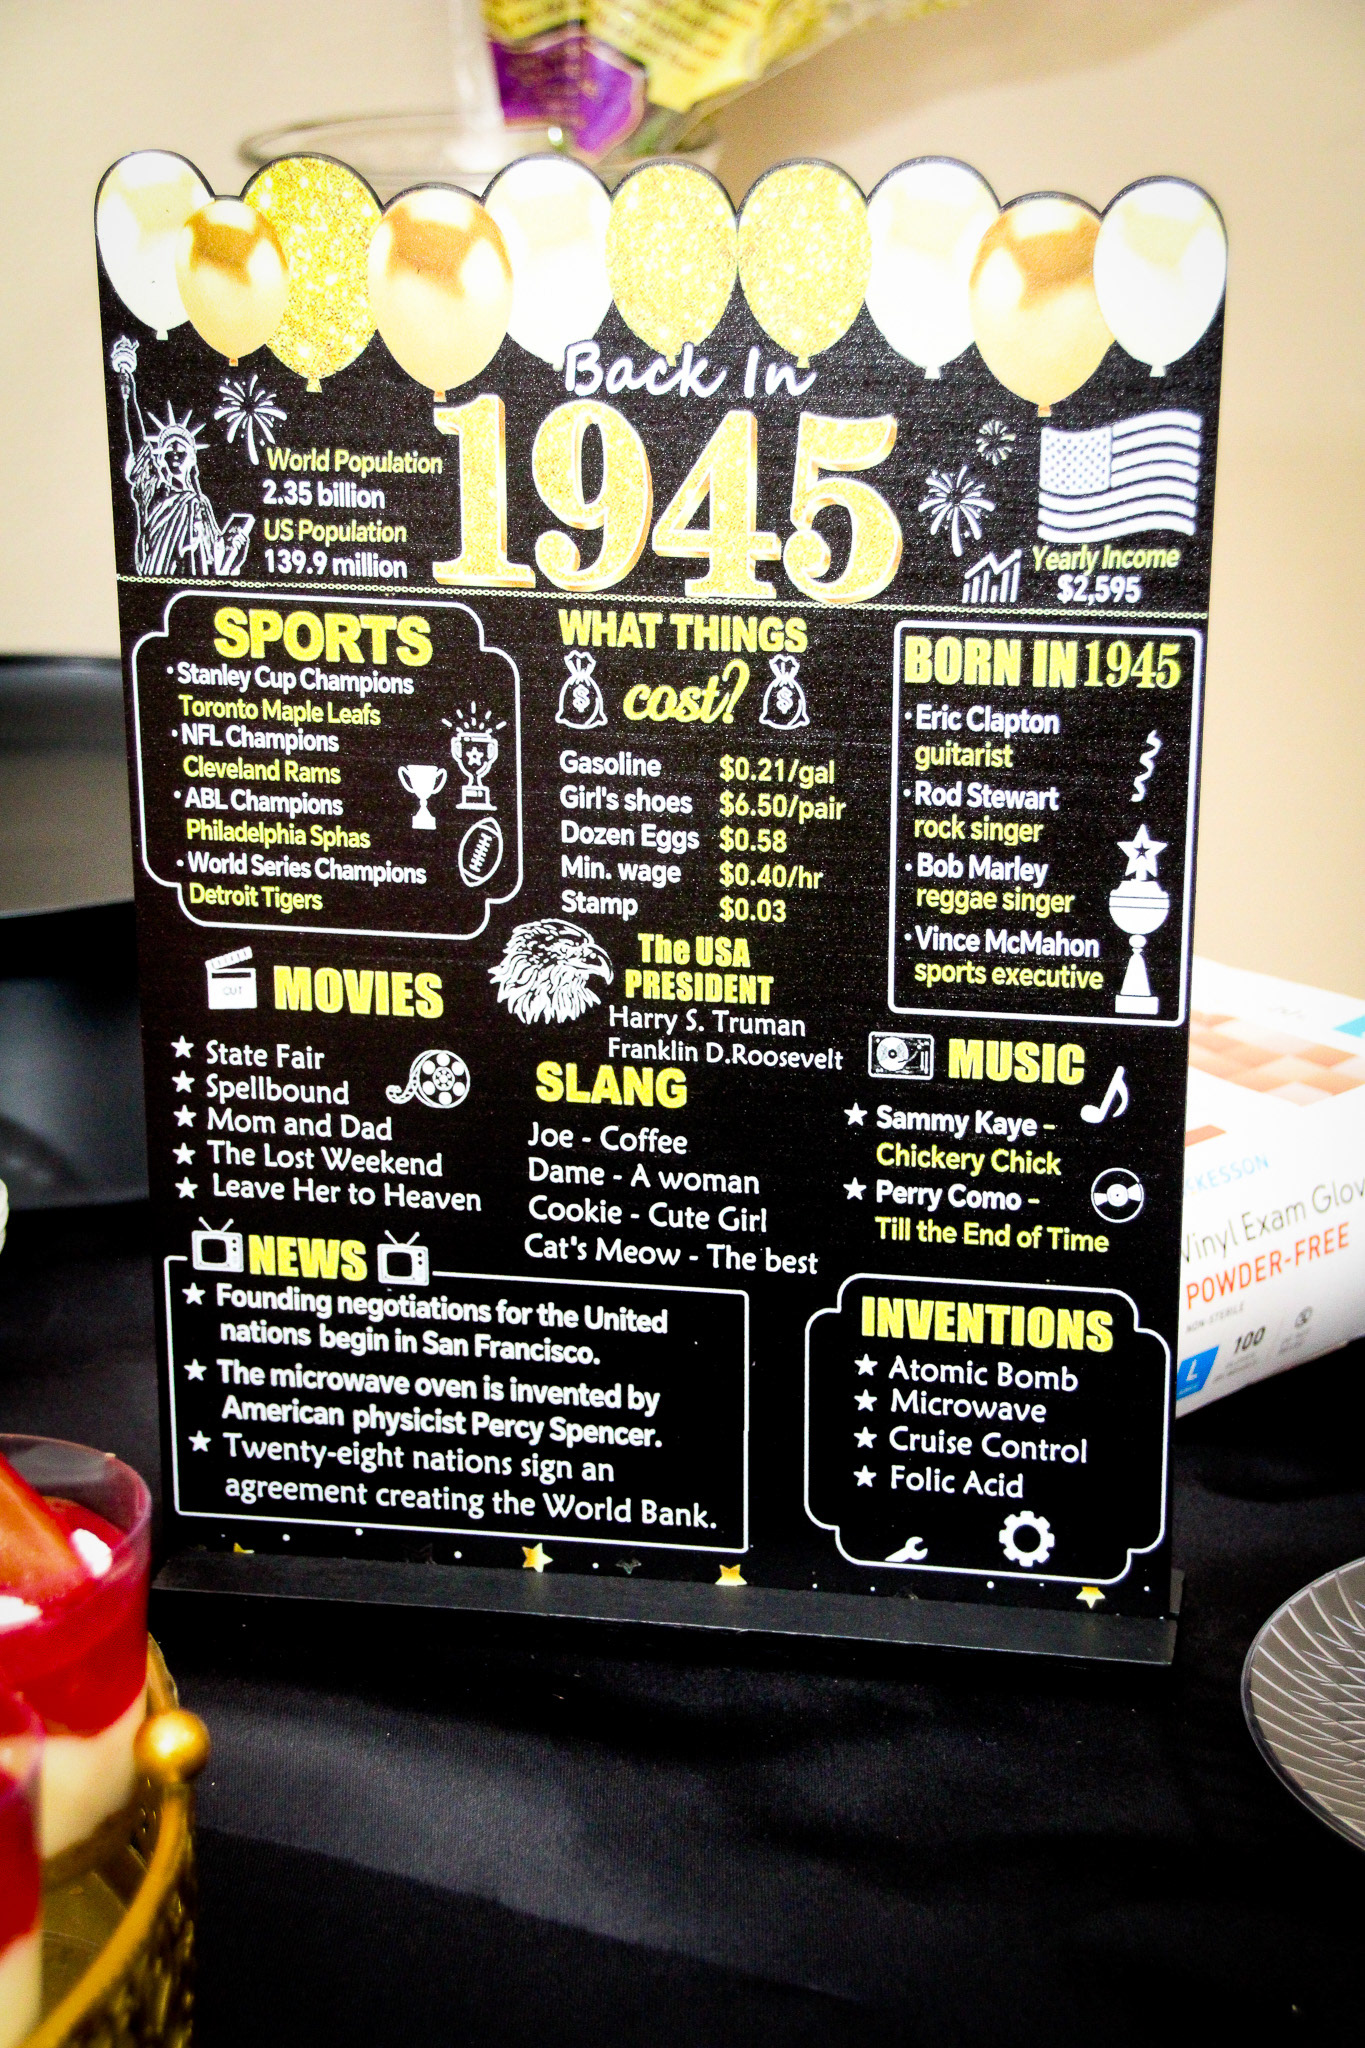 Back In
1945
World Population
2.35 billion
US Population
139.9 million
Yearly Income
$2,595
SPORTS
• Stanley Cup Champions
Toronto Maple Leafs
• NFL Champions
Cleveland Rams
• ABL Champions
Philadelphia Sphas
• World Series Champions
Detroit Tigers
WHAT THINGS
cost?
Gasoline $0.21/gal
Girl's shoes $6.50/pair
Dozen Eggs $0.58
Min. wage $0.40/hr
Stamp $0.03
BORN IN 1945
• Eric Clapton
guitarist
• Rod Stewart
rock singer
• Bob Marley
reggae singer
• Vince McMahon
sports executive
CUT
MOVIES
★ State Fair
★ Spellbound
★ Mom and Dad
★ The Lost Weekend
★ Leave Her to Heaven
The USA
PRESIDENT
Harry S. Truman
Franklin D.Roosevelt
SLANG
Joe - Coffee
Dame - A woman
Cookie - Cute Girl
Cat's Meow - The best
MUSIC
★ Sammy Kaye -
Chickery Chick
★ Perry Como -
Till the End of Time
NEWS
★ Founding negotiations for the United
nations begin in San Francisco.
★ The microwave oven is invented by
American physicist Percy Spencer.
★ Twenty-eight nations sign an
agreement creating the World Bank.
INVENTIONS
★ Atomic Bomb
★ Microwave
★ Cruise Control
★ Folic Acid
KESSON
Vinyl Exam Glov
POWDER-FREE
NON-STERILE
L 100